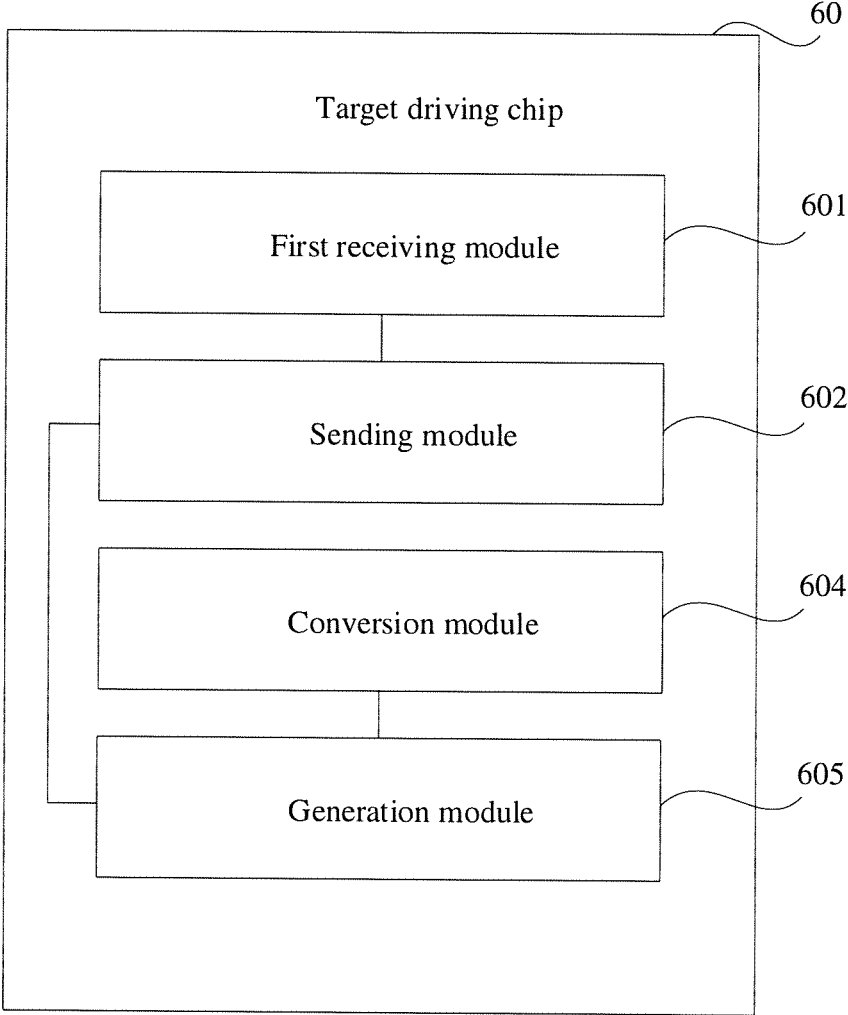 60
Target driving chip
601
First receiving module
602
Sending module
604
Conversion module
605
Generation module